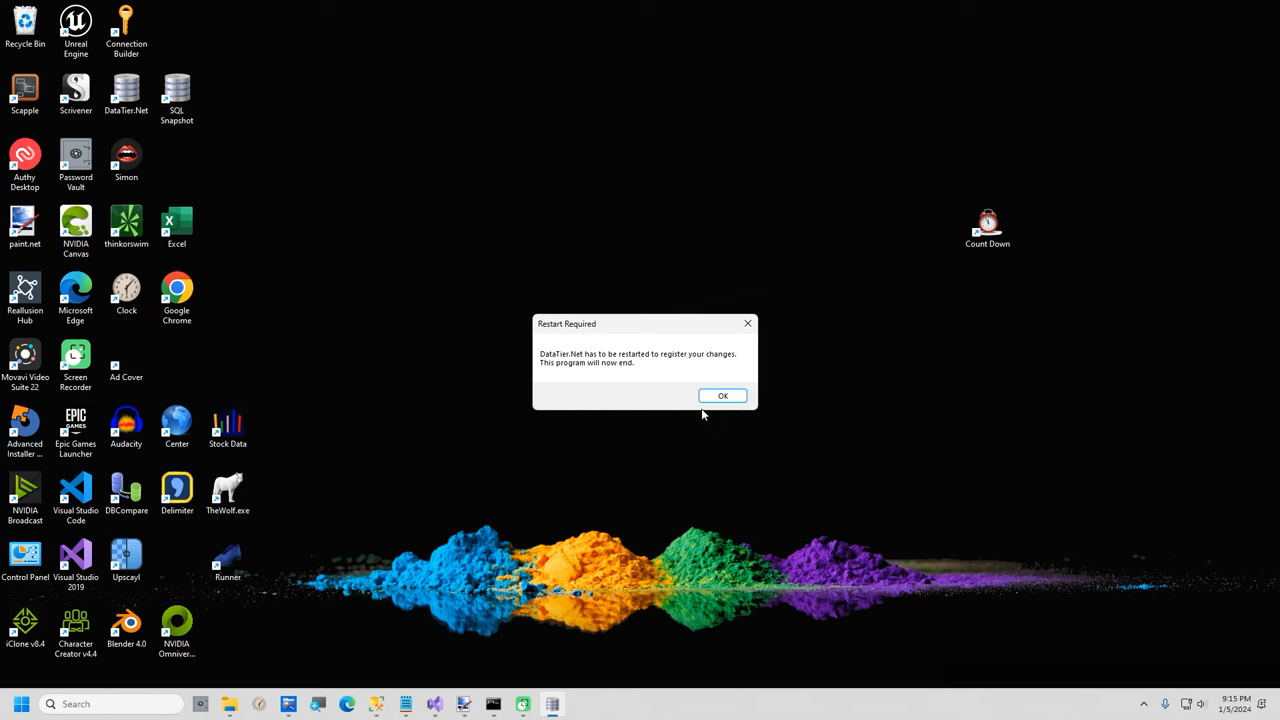 Recycle Bin
Unreal
Engine
Connection
Builder
Scapple
Scrivener
DataTier.Net
SQL
Snapshot
Authy
Desktop
Password
Vault
Simon
paint.net
NVIDIA
Canvas
thinkorswim
Excel
Count Down
Reallusion
Hub
Microsoft
Edge
Clock
Google
Chrome
Restart Required
DataTier.Net has to be restarted to register your changes.
This program will now end.
OK
Movavi Video
Suite 22
Screen
Recorder
Ad Cover
Advanced
Installer ...
EPIC
GAMES
Epic Games
Launcher
Audacity
Center
Stock Data
NVIDIA
Broadcast
Visual Studio
Code
DBCompare
Delimiter
TheWolf.exe
Control Panel
Visual Studio
2019
Upscayl
Runner
iClone v8.4
Character
Creator v4.4
Blender 4.0
NVIDIA
Omniver...
Search
9:15 PM
1/5/2024